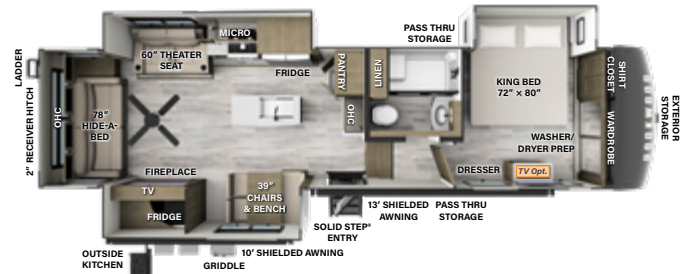 MICRO
PASS THRU
STORAGE
LADDER
60" THEATER
SEAT
FRIDGE
PANTRY
LINEN
KING BED
72" × 80"
SHIRT
CLOSET
2" RECEIVER HITCH
OHC
78"
HIDE-A-
BED
OHC
WASHER/
DRYER PREP
WARDROBE
EXTERIOR
STORAGE
FIREPLACE
TV
FRIDGE
39"
CHAIRS
& BENCH
DRESSER
TV Opt.
13' SHIELDED
AWNING
PASS THRU
STORAGE
SOLID STEP®
ENTRY
OUTSIDE
KITCHEN
10' SHIELDED AWNING
GRIDDLE